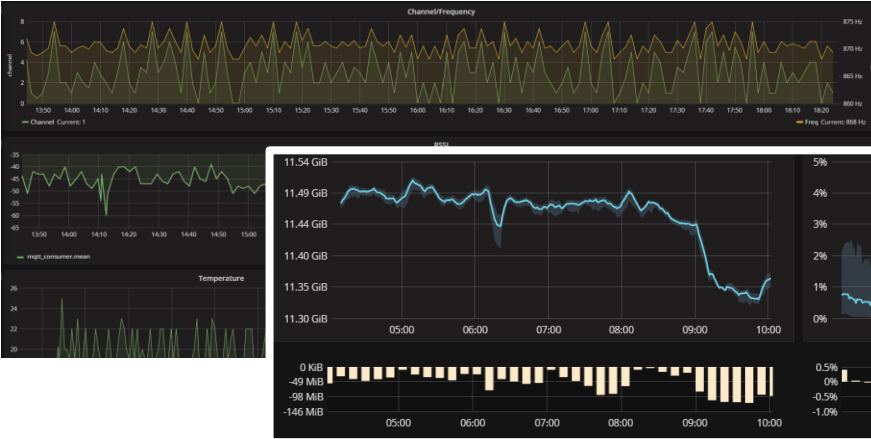 Channel/Frequency
channel
8
6
4
2
0
875 Hz
870 Hz
865 Hz
860 Hz
13:50 14:00 14:10 14:20 14:30 14:40 14:50 15:00 15:10 15:20 15:30 15:40 15:50 16:00 16:10 16:20 16:30 16:40 16:50 17:00 17:10 17:20 17:30 17:40 17:50 18:00 18:10 18:20
Channel Current: 1
Freq Current: 868 Hz
RSSI
-35
-40
-45
-50
-55
-60
-65
13:50 14:00 14:10 14:20 14:30 14:40 14:50 15:00
mqtt_consumer.mean
Temperature
26
24
22
20
11.54 GiB
11.49 GiB
11.44 GiB
11.40 GiB
11.35 GiB
11.30 GiB
05:00 06:00 07:00 08:00 09:00 10:00
5%
4%
3%
2%
1%
0%
0 KiB
-49 MiB
-98 MiB
-146 MiB
05:00 06:00 07:00 08:00 09:00 10:00
0.5%
0%
-0.5%
-1.0%